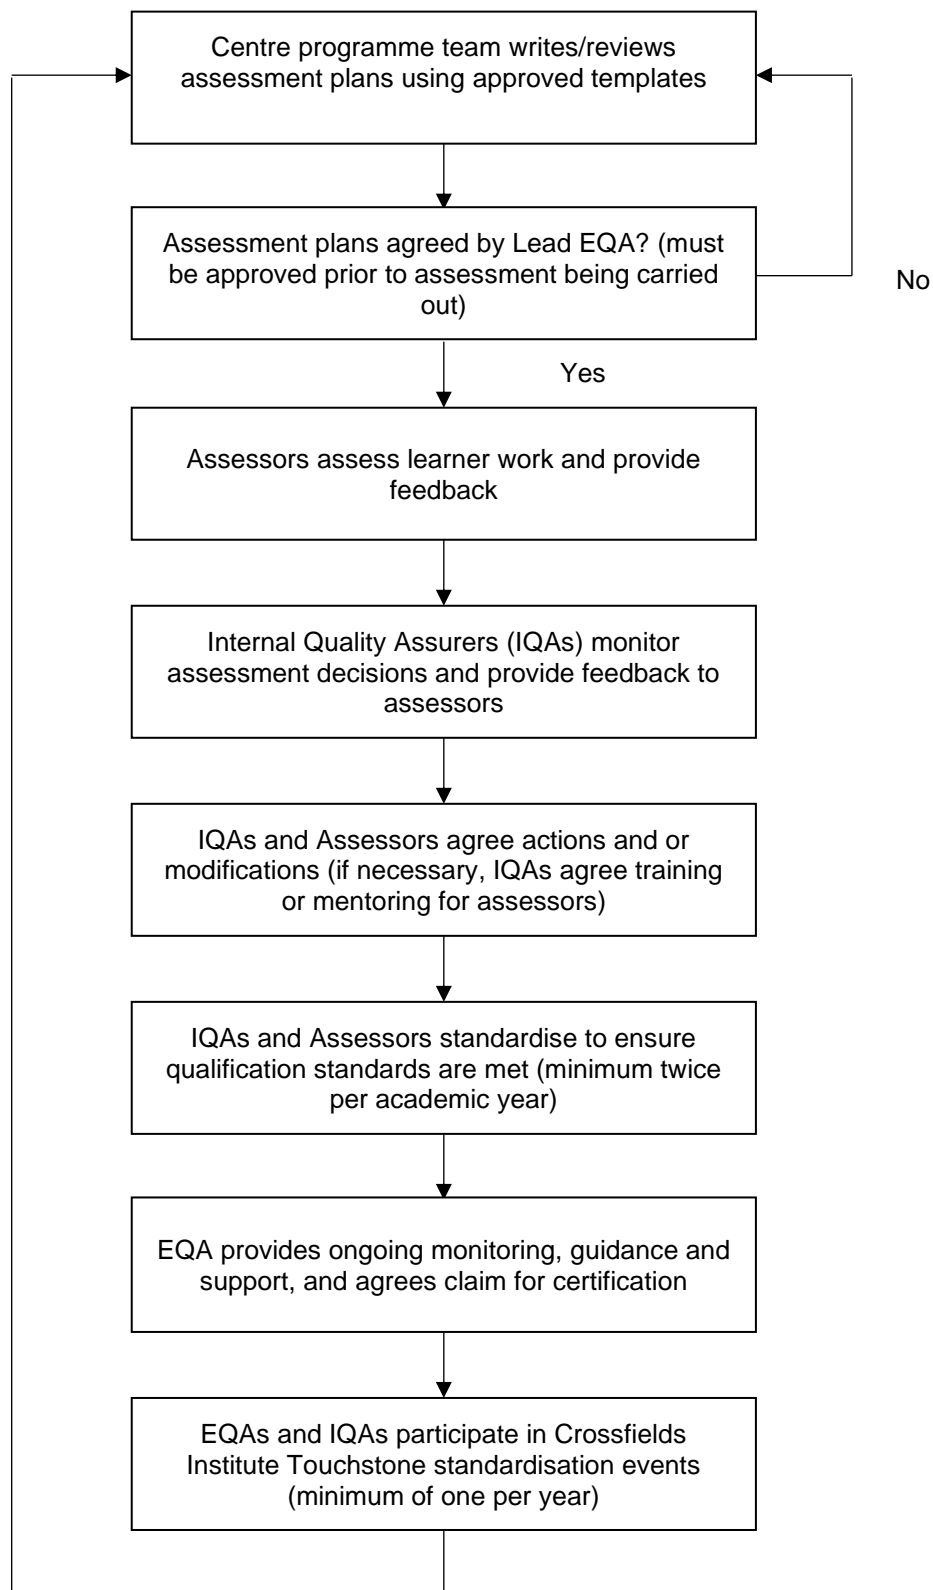 Centre programme team writes/reviews
assessment plans using approved templates
Assessment plans agreed by Lead EQA? (must
be approved prior to assessment being carried
out)
No
Yes
Assessors assess learner work and provide
feedback
Internal Quality Assurers (IQAs) monitor
assessment decisions and provide feedback to
assessors
IQAs and Assessors agree actions and or
modifications (if necessary, IQAs agree training
or mentoring for assessors)
IQAs and Assessors standardise to ensure
qualification standards are met (minimum twice
per academic year)
EQA provides ongoing monitoring, guidance and
support, and agrees claim for certification
EQAs and IQAs participate in Crossfields
Institute Touchstone standardisation events
(minimum of one per year)